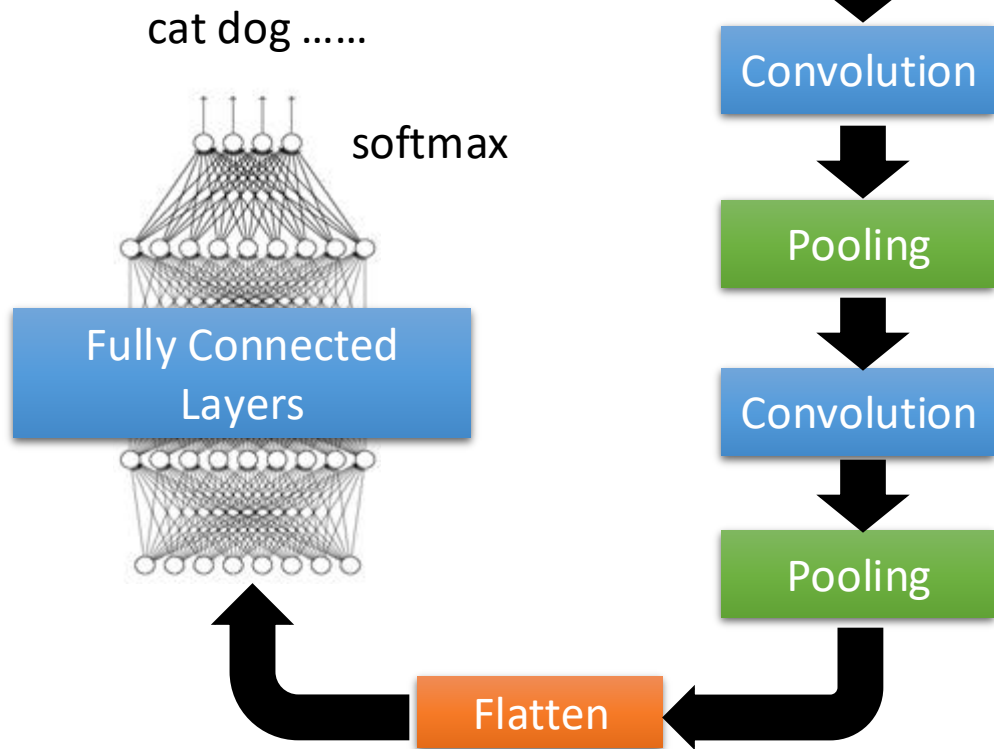 cat dog ......
softmax
Fully Connected
Layers
Convolution
Pooling
Convolution
Pooling
Flatten